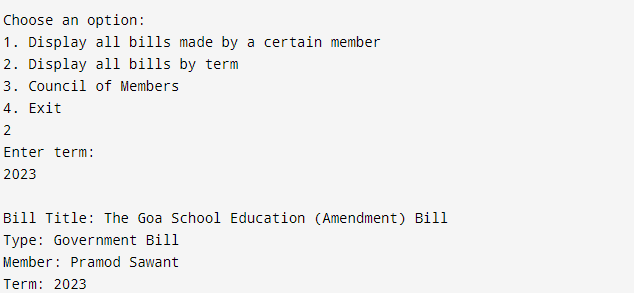 Choose an option:
1. Display all bills made by a certain member
2. Display all bills by term
3. Council of Members
4. Exit
2
Enter term:
2023
Bill Title: The Goa School Education (Amendment) Bill
Type: Government Bill
Member: Pramod Sawant
Term: 2023